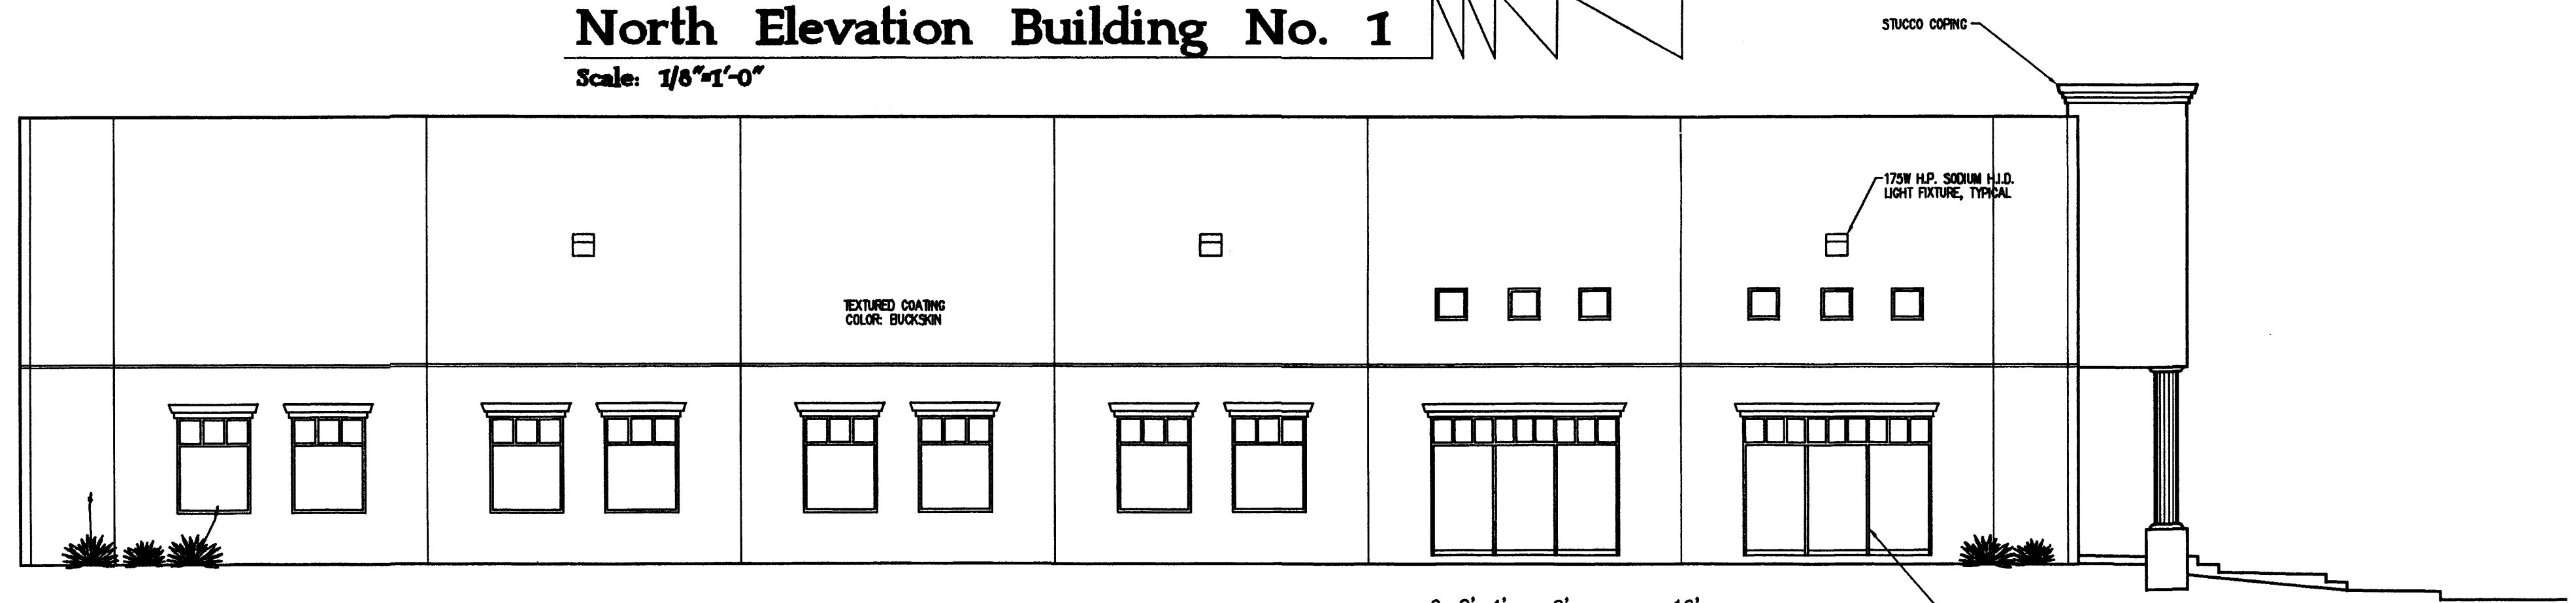 North Elevation Building No. 1
Scale: 1/8"=1'-0"
STUCCO COPING
175W H.P. SODIUM H.I.D.
LIGHT FIXTURE, TYPICAL
TEXTURED COATING
COLOR: BUCKSKIN